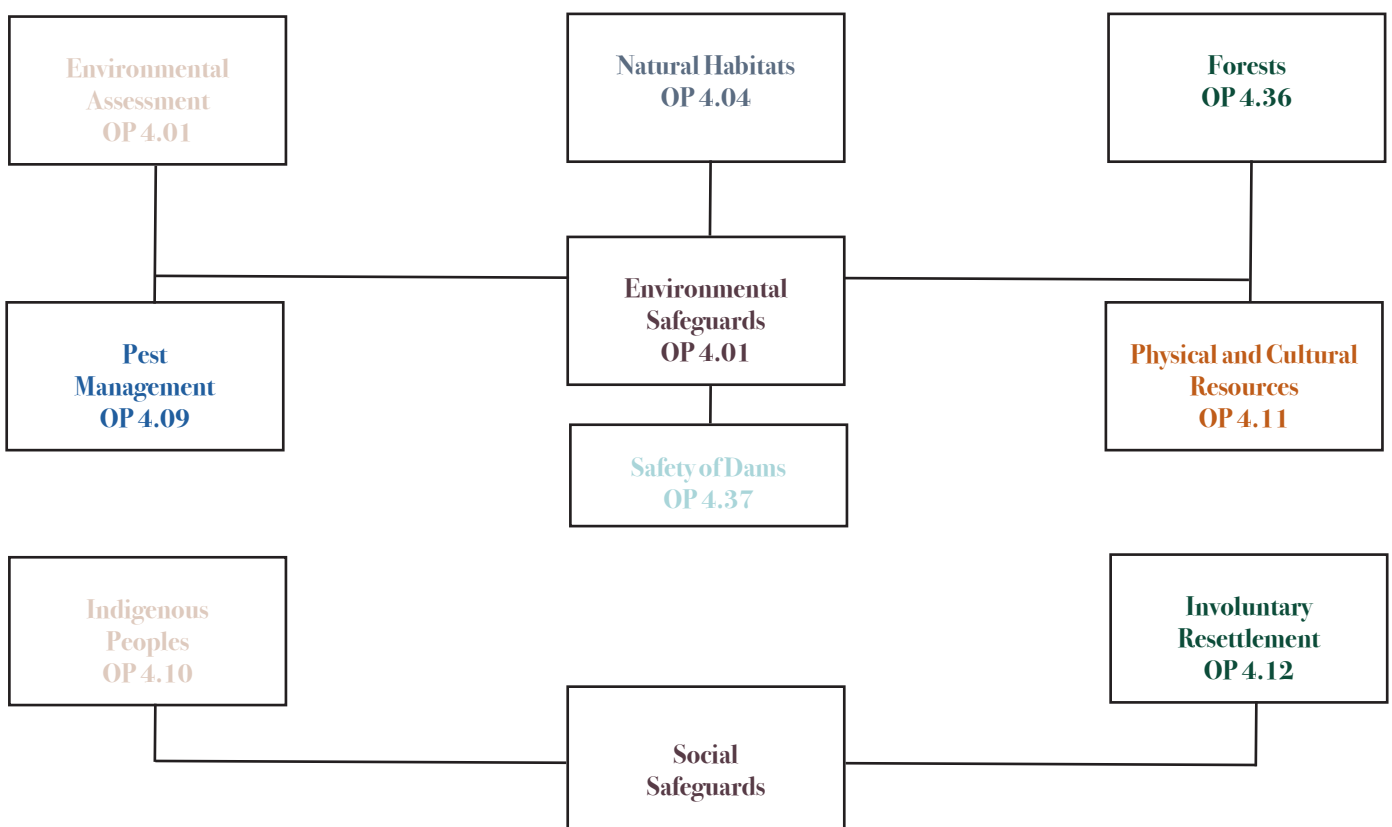 Environmental
Assessment
OP 4.01
Natural Habitats
OP 4.04
Forests
OP 4.36
Environmental
Safeguards
OP 4.01
Pest
Management
OP 4.09
Physical and Cultural
Resources
OP 4.11
Safety of Dams
OP 4.37
Indigenous
Peoples
OP 4.10
Involuntary
Resettlement
OP 4.12
Social
Safeguards